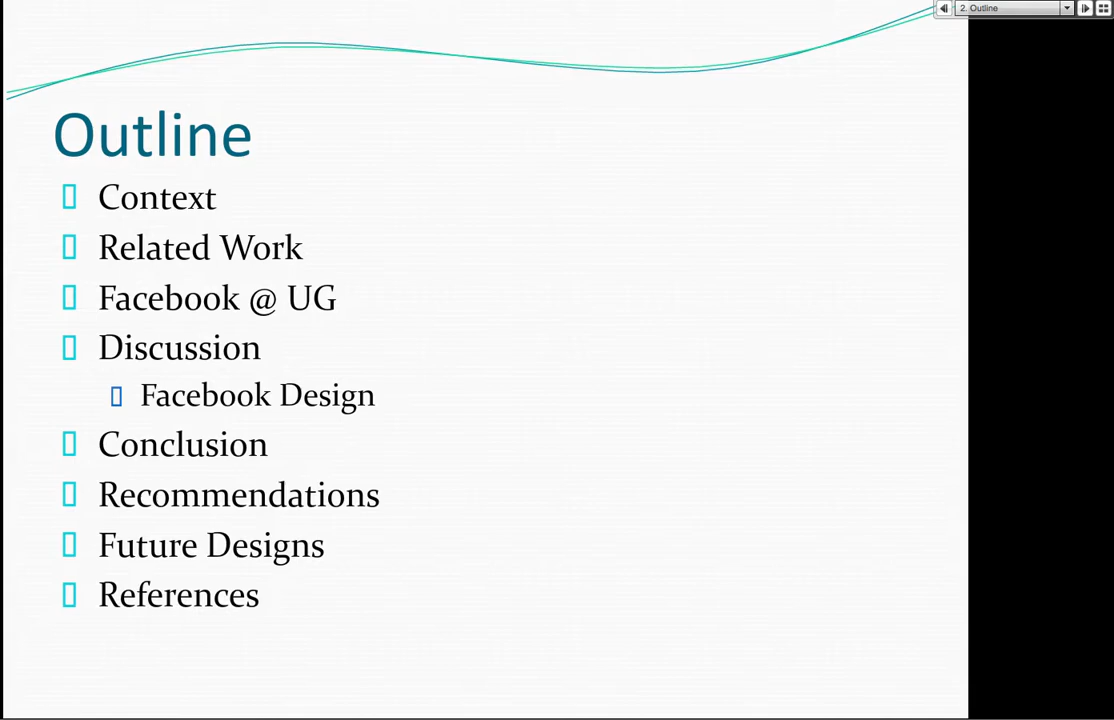 2. Outline
Outline
Context
Related Work
Facebook @ UG
Discussion
Facebook Design
Conclusion
Recommendations
Future Designs
References